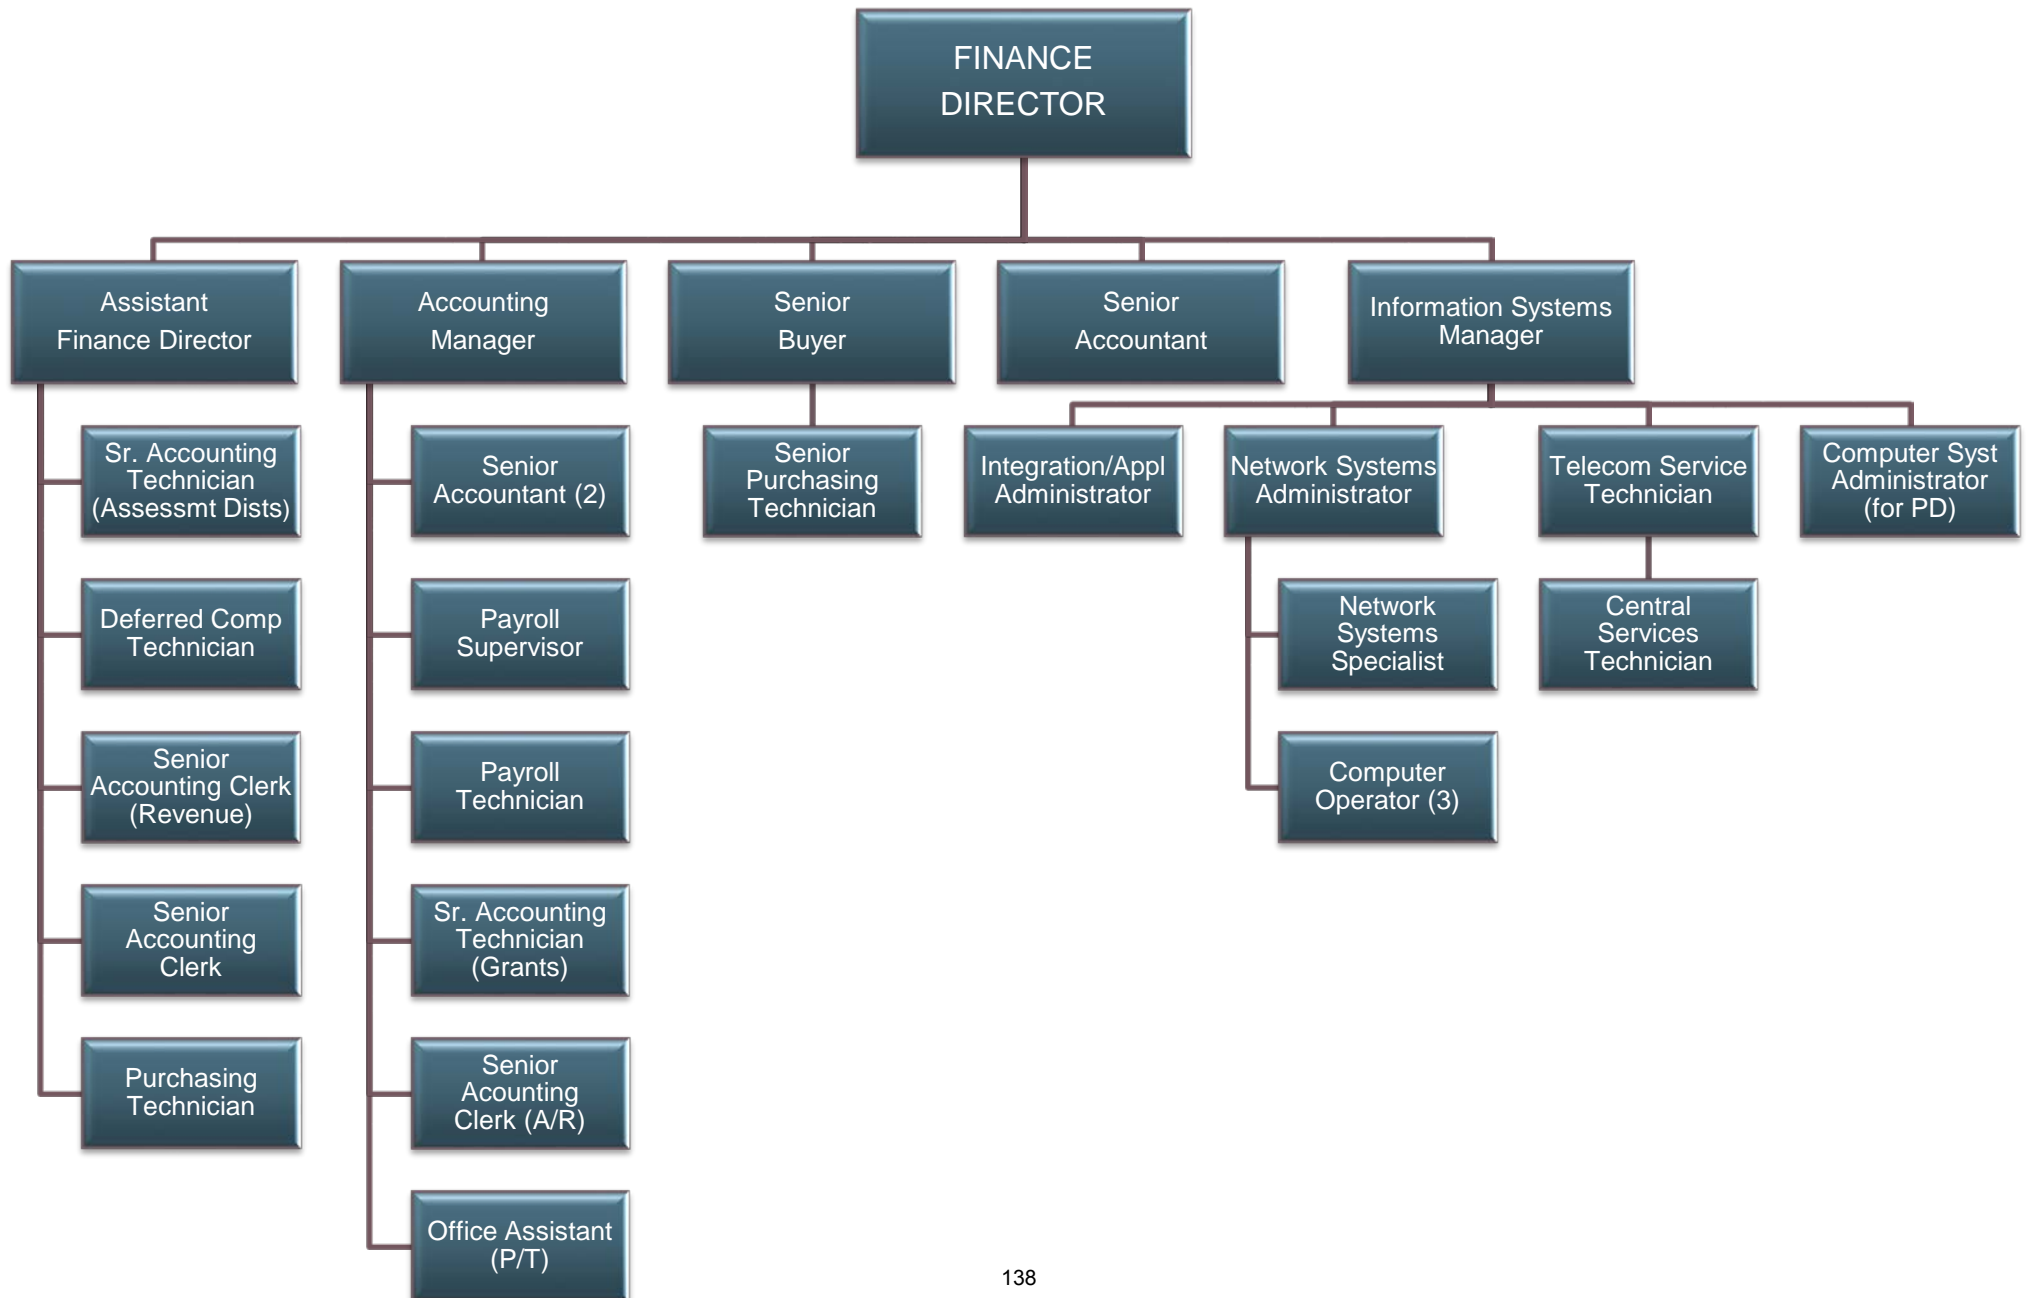 FINANCE
DIRECTOR
Assistant
Finance Director
Accounting
Manager
Senior
Buyer
Senior
Accountant
Information Systems
Manager
Sr. Accounting
Technician
(Assessmt Dists)
Senior
Accountant (2)
Senior
Purchasing
Technician
Integration/Appl
Administrator
Network Systems
Administrator
Telecom Service
Technician
Computer Syst
Administrator
(for PD)
Deferred Comp
Technician
Payroll
Supervisor
Network
Systems
Specialist
Central
Services
Technician
Senior
Accounting Clerk
(Revenue)
Payroll
Technician
Computer
Operator (3)
Senior
Accounting
Clerk
Sr. Accounting
Technician
(Grants)
Purchasing
Technician
Senior
Acounting
Clerk (A/R)
Office Assistant
(P/T)
138